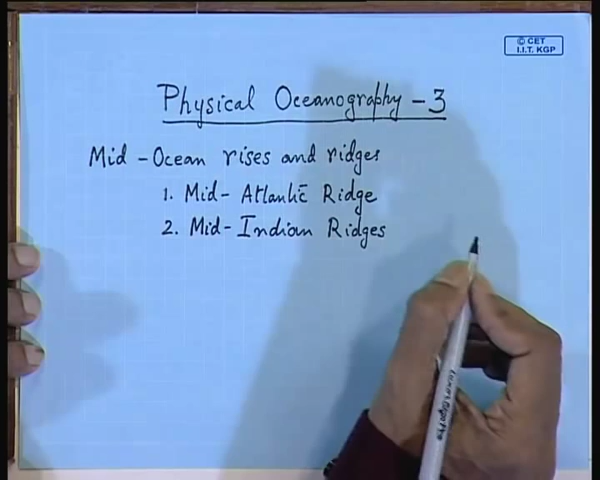 © CET
I.I.T. KGP
Physical Oceanography - 3
Mid-Ocean rises and ridges
1. Mid-Atlantic Ridge
2. Mid-Indian Ridges